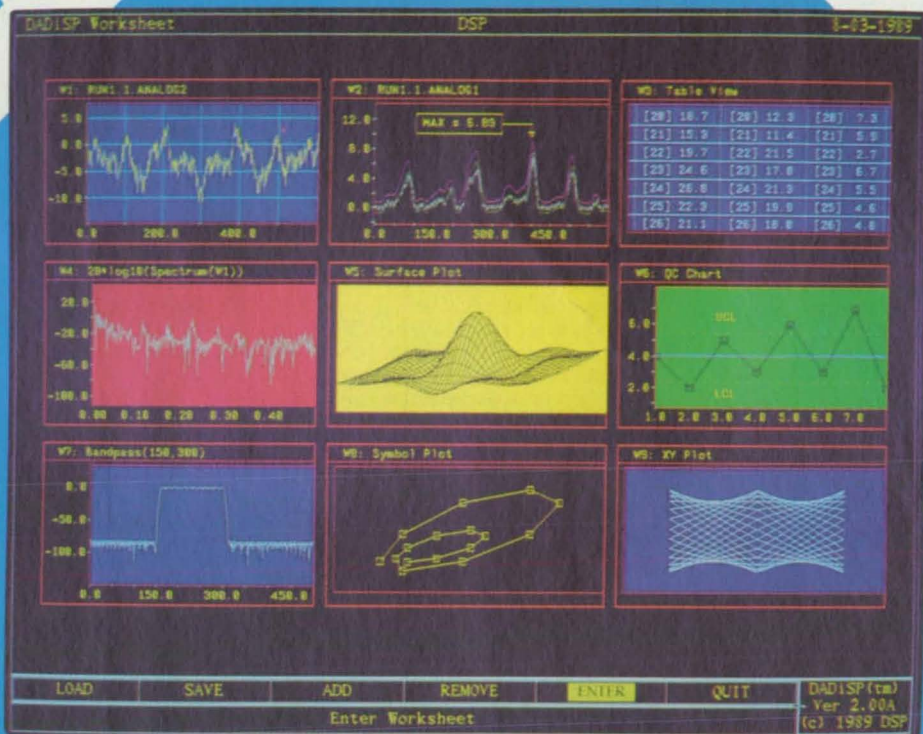 DADiSP Worksheet DSP 8-03-1989
W1: RUN1.1.ANALOG2
5.0
0.0
-5.0
-10.0
0.0 200.0 400.0
W2: RUN1.1.ANALOG1
MAX = 6.89
12.0
8.0
4.0
0.0
0.0 150.0 300.0 450.0
W3: Table View
[20] 18.7 [20] 12.3 [20] 7.3
[21] 15.3 [21] 11.4 [21] 5.9
[22] 19.7 [22] 21.5 [22] 2.7
[23] 24.6 [23] 17.8 [23] 6.7
[24] 26.8 [24] 21.3 [24] 5.5
[25] 22.3 [25] 19.9 [25] 4.6
[26] 21.1 [26] 18.8 [26] 4.8
W4: 20*log10(Spectrum(W1))
20.0
-20.0
-60.0
-100.0
0.00 0.10 0.20 0.30 0.40
W5: Surface Plot
W6: QC Chart
UCL
6.0
4.0
2.0
LCL
1.0 2.0 3.0 4.0 5.0 6.0 7.0
W7: Bandpass(150,300)
0.0
-50.0
-100.0
0.0 150.0 300.0 450.0
W8: Symbol Plot
W9: XY Plot
LOAD SAVE ADD REMOVE ENTER QUIT
Enter Worksheet
DADiSP(tm)
Ver 2.00A
(c) 1989 DSP